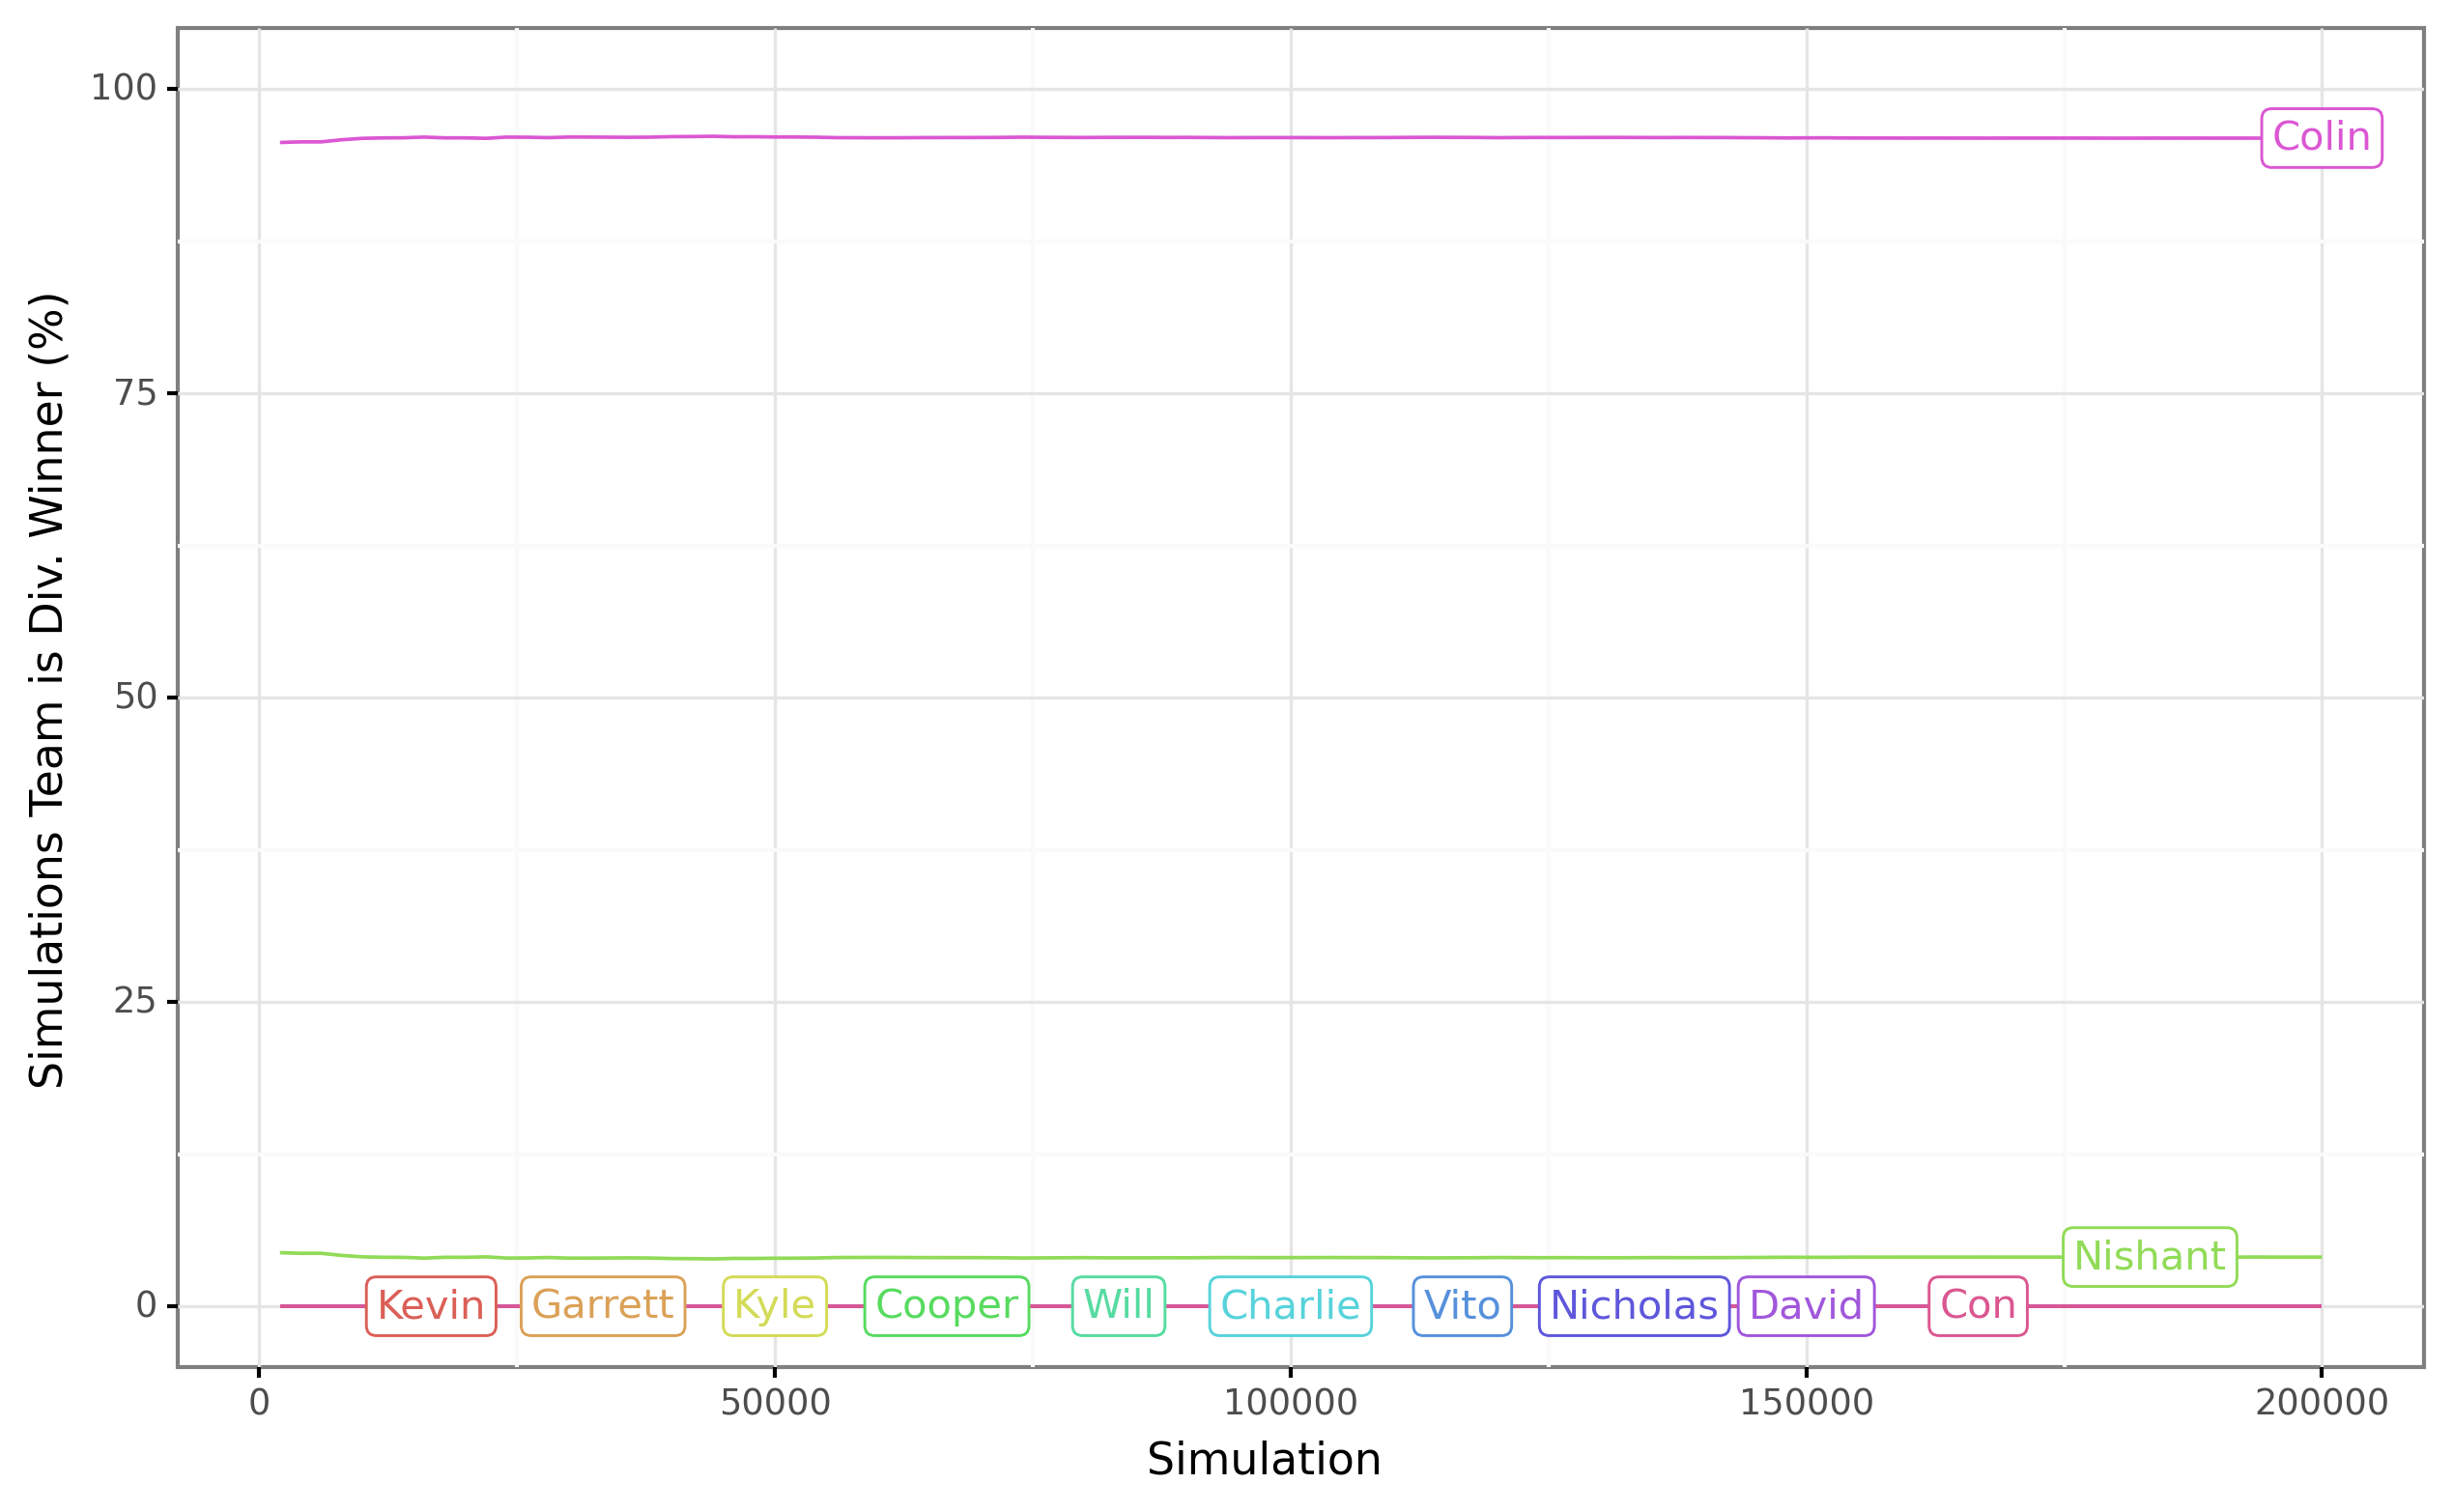 Simulations Team is Div. Winner (%)
100
75
50
25
0
Colin
Nishant
Kevin
Garrett
Kyle
Cooper
Will
Charlie
Vito
Nicholas
David
Con
0
50000
100000
150000
200000
Simulation